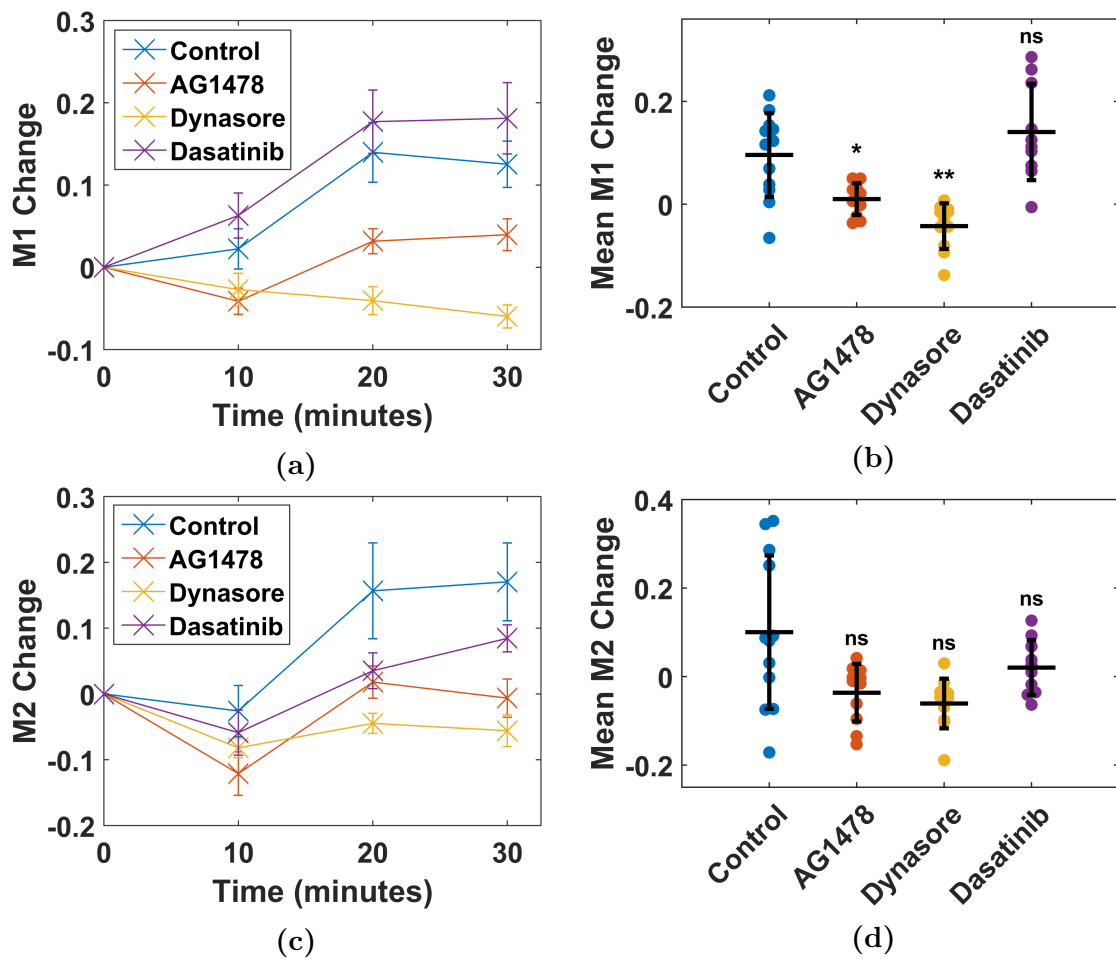 M1 Change
0.3
0.2
0.1
0
-0.1
Control
AG1478
Dynasore
Dasatinib
0 10 20 30
Time (minutes)
(a)
Mean M1 Change
0.2
0
-0.2
*
**
ns
Control AG1478 Dynasore Dasatinib
(b)
M2 Change
0.3
0.2
0.1
0
-0.1
-0.2
Control
AG1478
Dynasore
Dasatinib
0 10 20 30
Time (minutes)
(c)
Mean M2 Change
0.4
0.2
0
-0.2
ns ns ns
Control AG1478 Dynasore Dasatinib
(d)